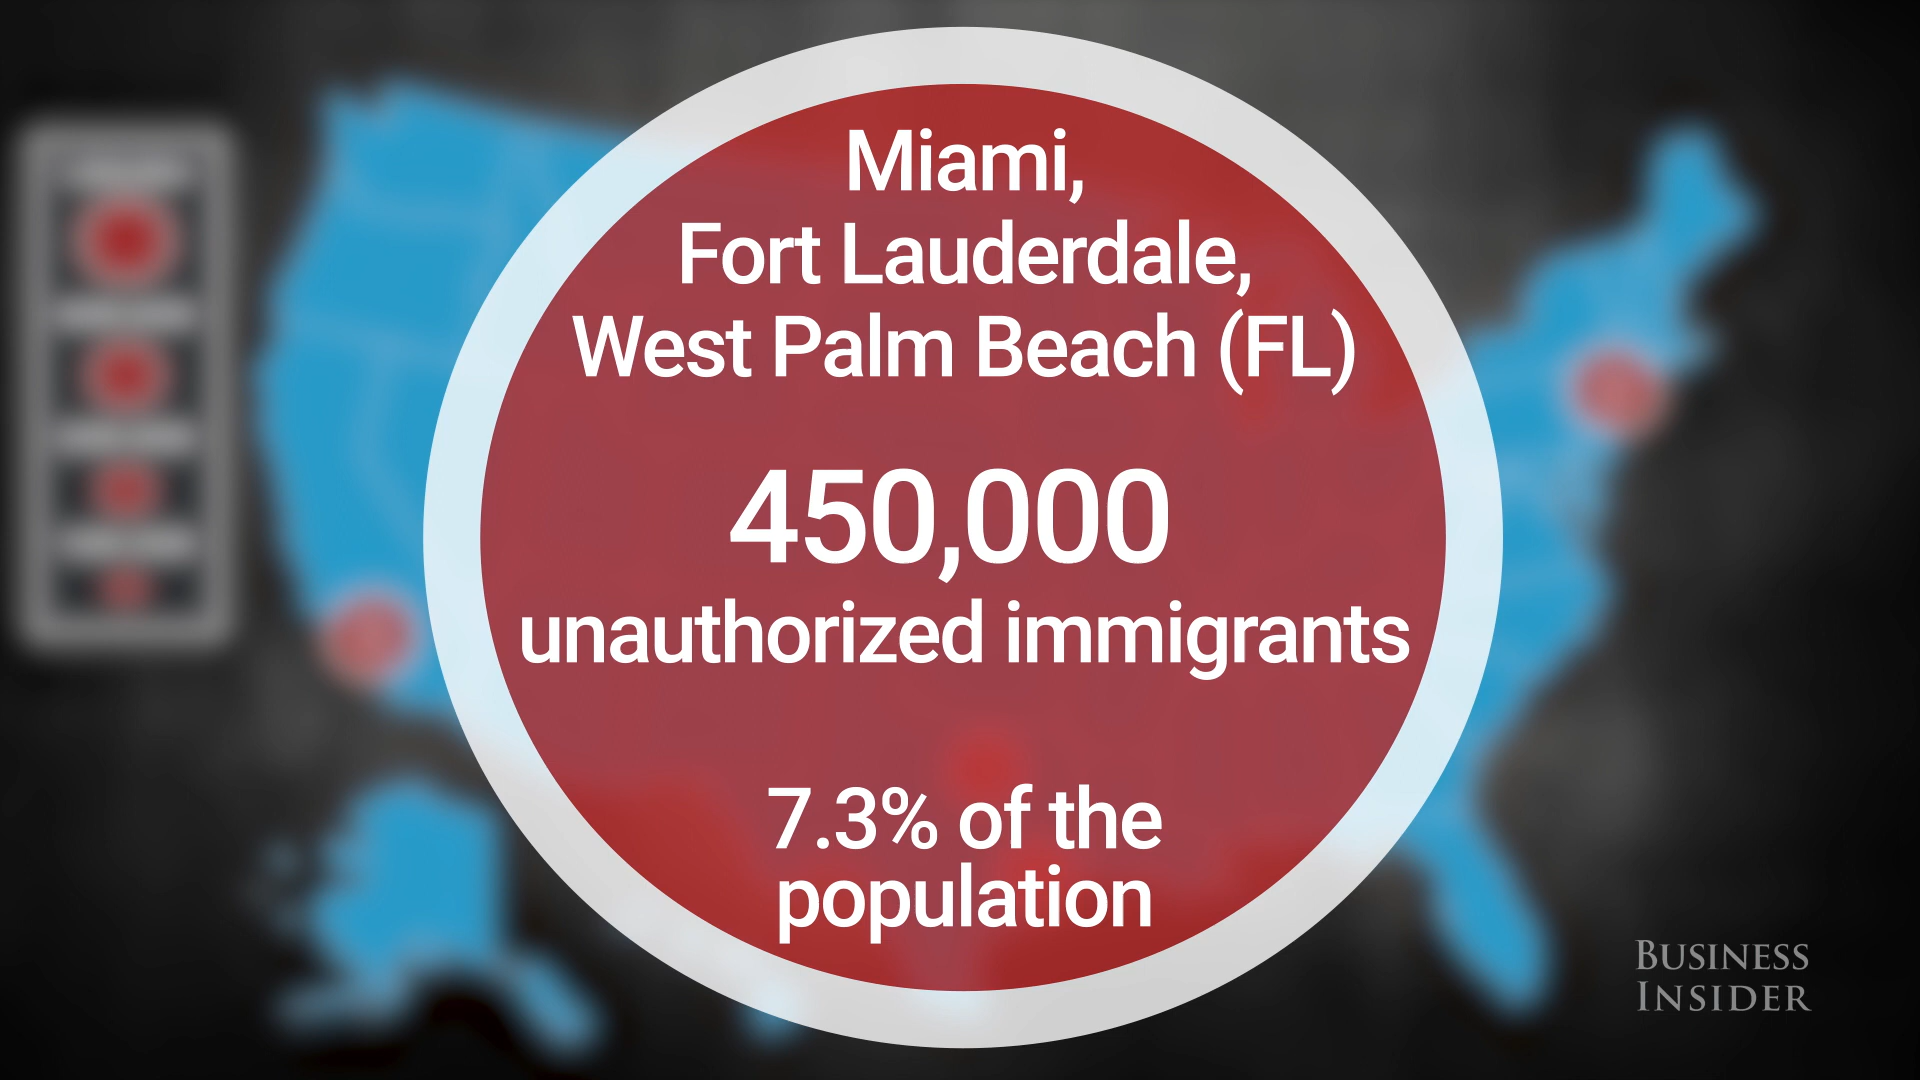 Miami,
Fort Lauderdale,
West Palm Beach (FL)
450,000
unauthorized immigrants
7.3% of the
population
BUSINESS
INSIDER